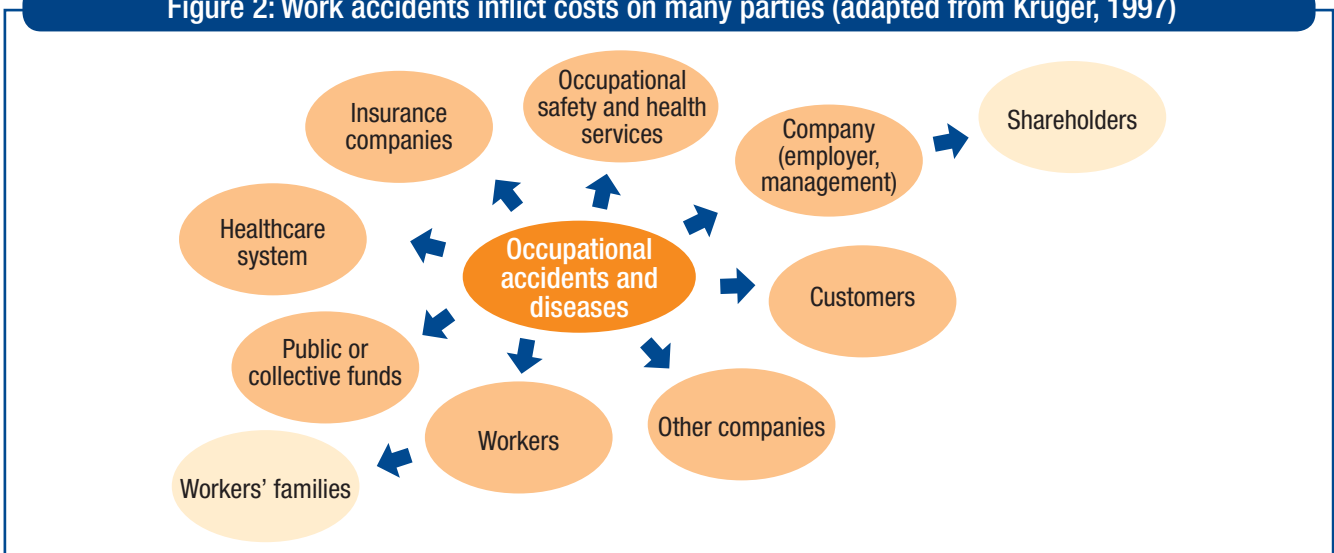 Figure 2: Work accidents inflict costs on many parties (adapted from Krüger, 1997)
Occupational
safety and health
services
Insurance
companies
Company
(employer,
management)
Shareholders
Healthcare
system
Occupational
accidents and
diseases
Customers
Public or
collective funds
Workers
Other companies
Workers’ families